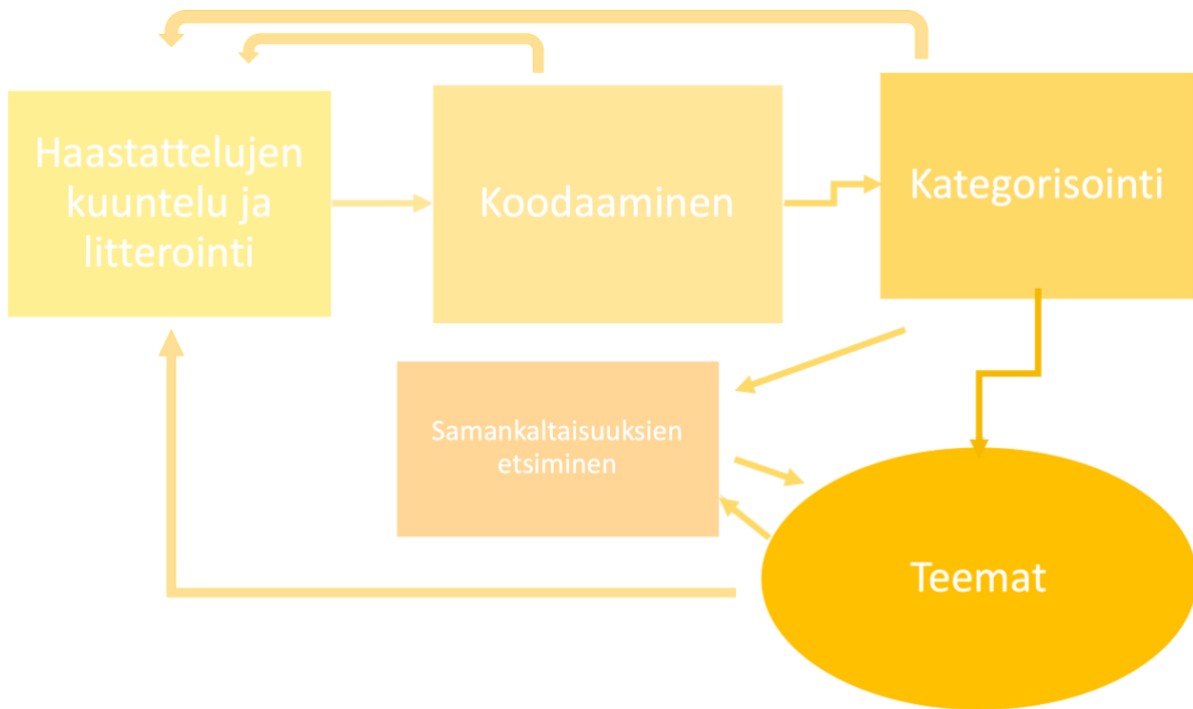 Haastattelujen
kuuntelu ja
litterointi
Koodaaminen
Kategorisointi
Samankaltaisuuksien
etsiminen
Teemat